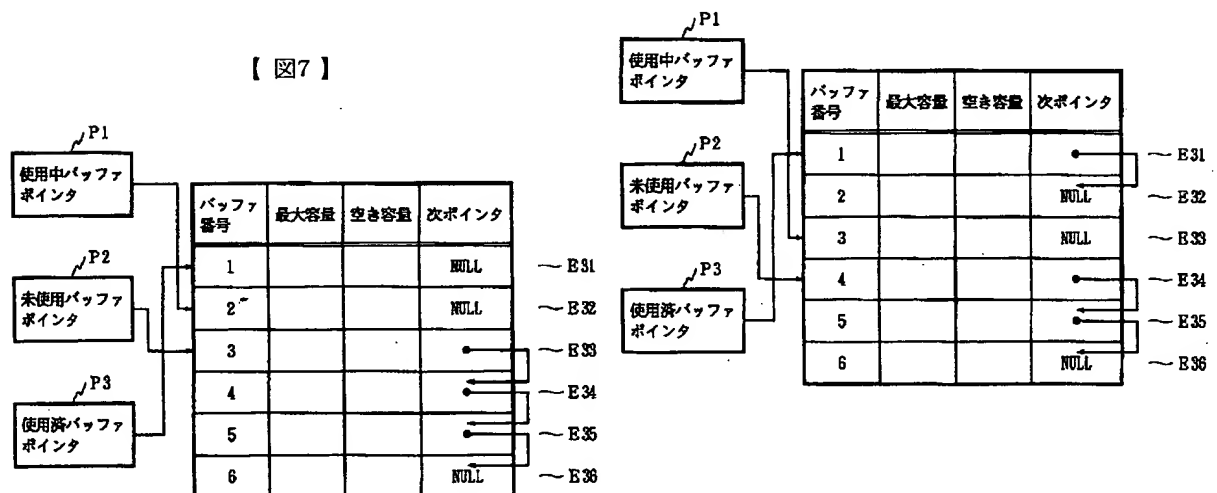 【 図7 】
P1
使用中バッファ
ポインタ
P2
未使用バッファ
ポインタ
P3
使用済バッファ
ポインタ
バッファ
番号
最大容量
空き容量
次ポインタ
1
NULL
E31
2
NULL
E32
3
E33
4
E34
5
E35
6
NULL
E36
P1
使用中バッファ
ポインタ
P2
未使用バッファ
ポインタ
P3
使用済バッファ
ポインタ
バッファ
番号
最大容量
空き容量
次ポインタ
1
E31
2
NULL
E32
3
NULL
E33
4
E34
5
E35
6
NULL
E36